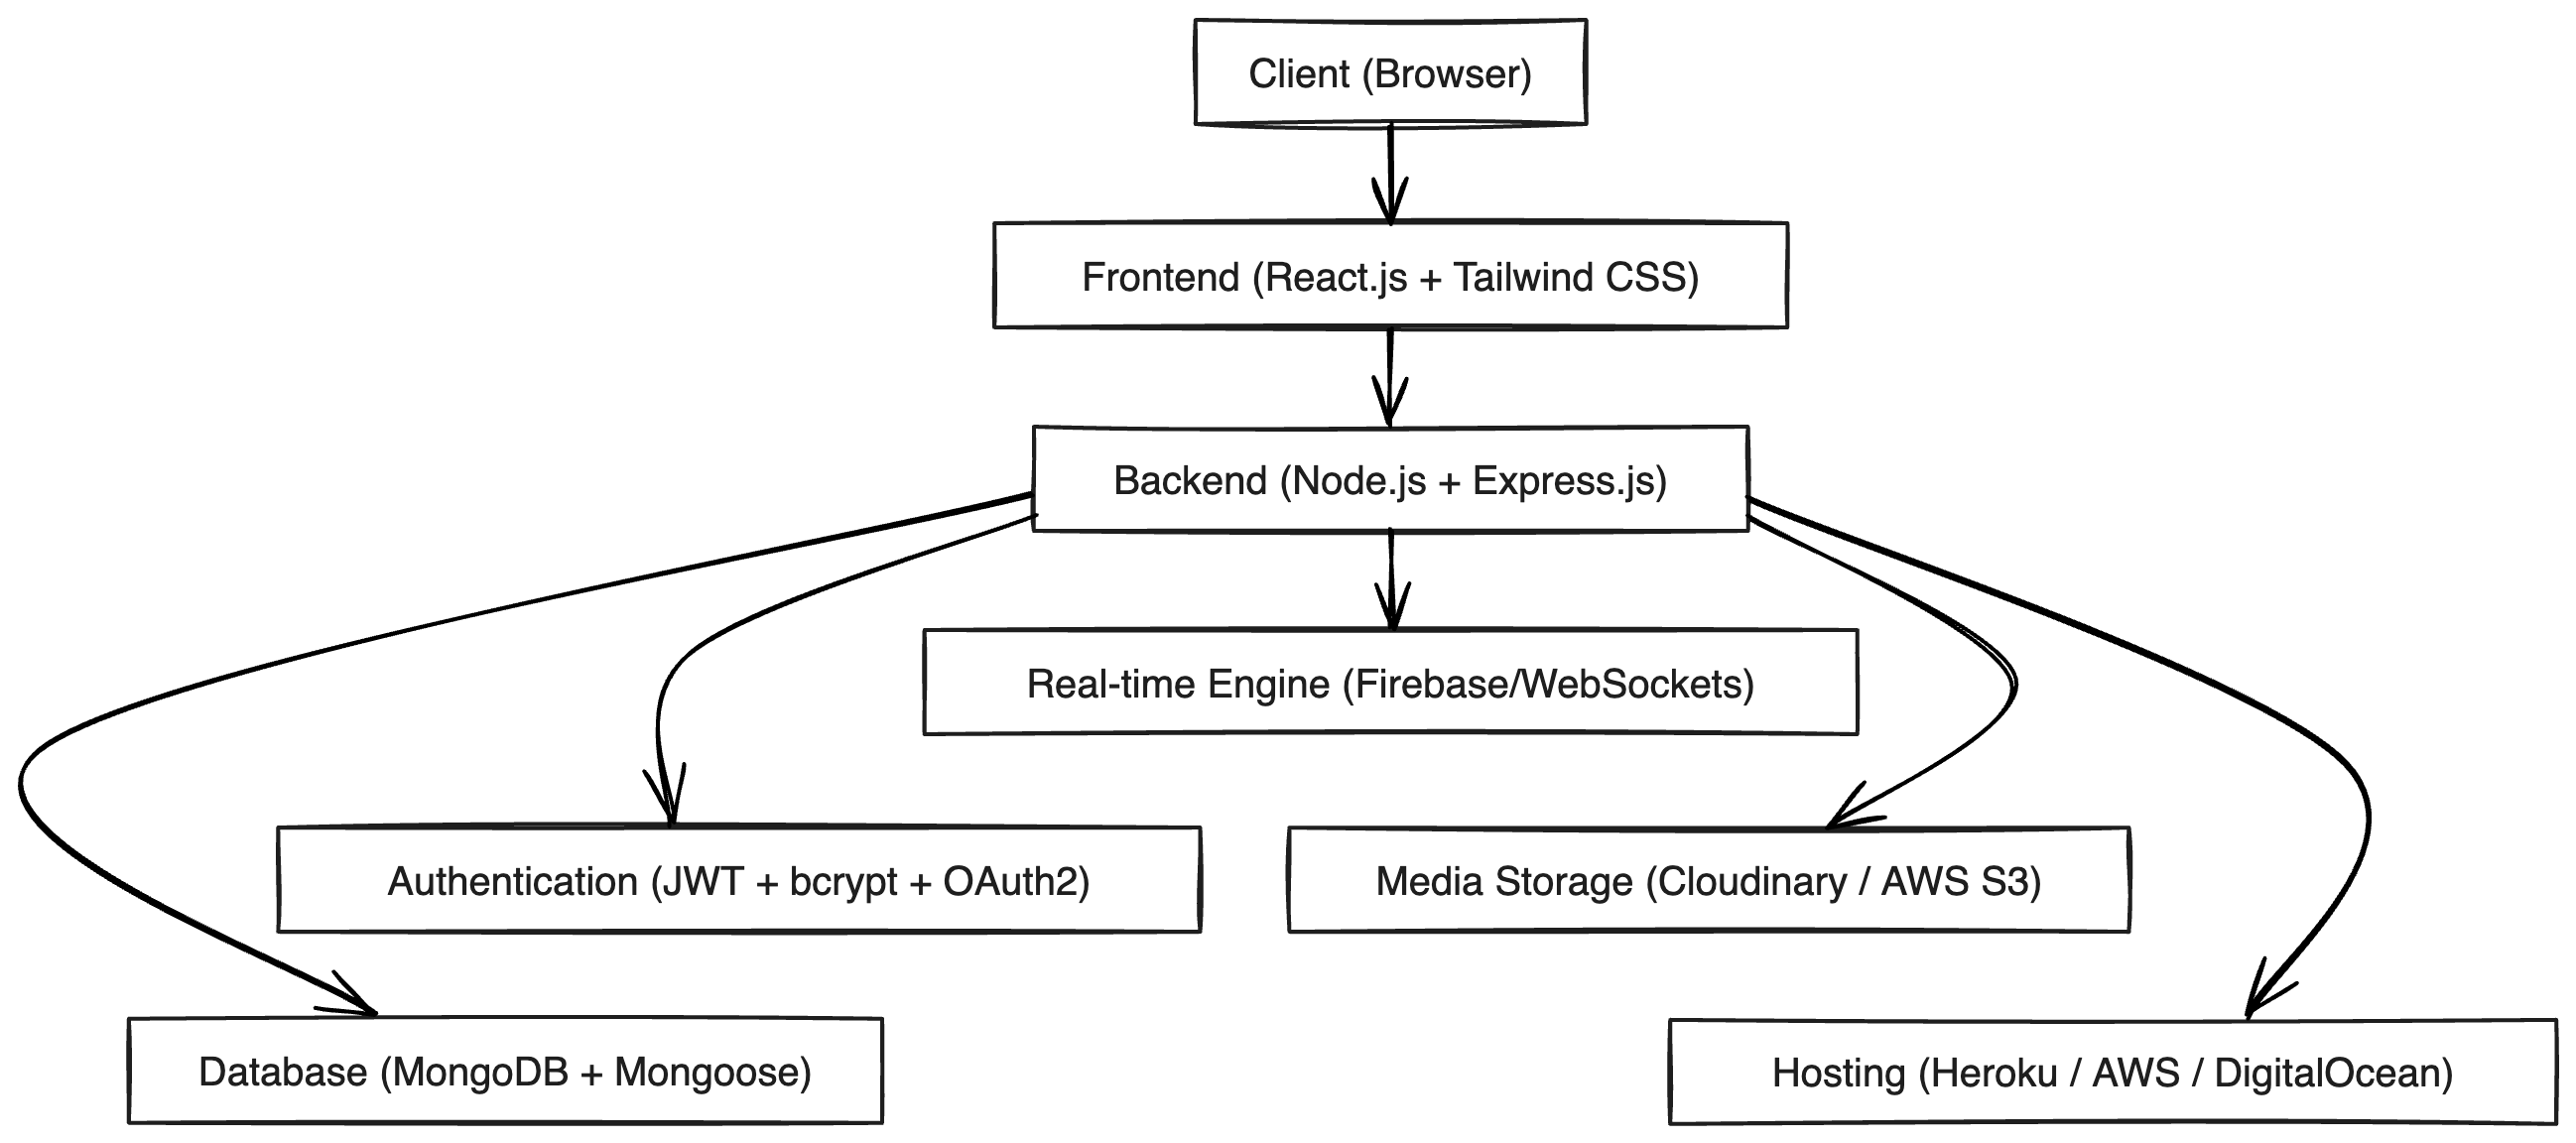 Client (Browser)
Frontend (React.js + Tailwind CSS)
Backend (Node.js + Express.js)
Real-time Engine (Firebase/WebSockets)
Authentication (JWT + bcrypt + OAuth2)
Media Storage (Cloudinary / AWS S3)
Database (MongoDB + Mongoose)
Hosting (Heroku / AWS / DigitalOcean)